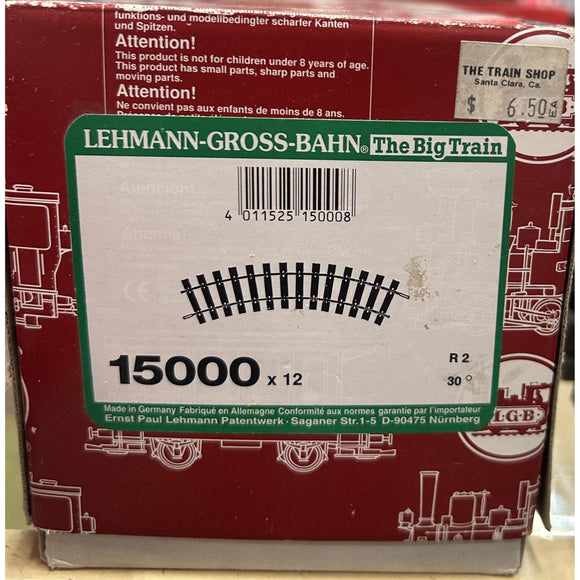 funktions- und modellbedingter scharfer Kanten
und Spitzen.
Attention!
This product is not for children under 8 years of age.
This product has small parts, sharp parts and
moving parts.
Attention!
Ne convient pas aux enfants de moins de 8 ans.
THE TRAIN SHOP
Santa Clara, Ca.
$ 6.50 EA
LEHMANN-GROSS-BAHN® The Big Train
4 011525 150008
15000 x 12
R 2
30°
Made in Germany Fabriqué en Allemagne Conformité aux normes garantie par l'importateur
Ernst Paul Lehmann Patentwerk · Saganer Str.1-5 D-90475 Nürnberg
L·G·B